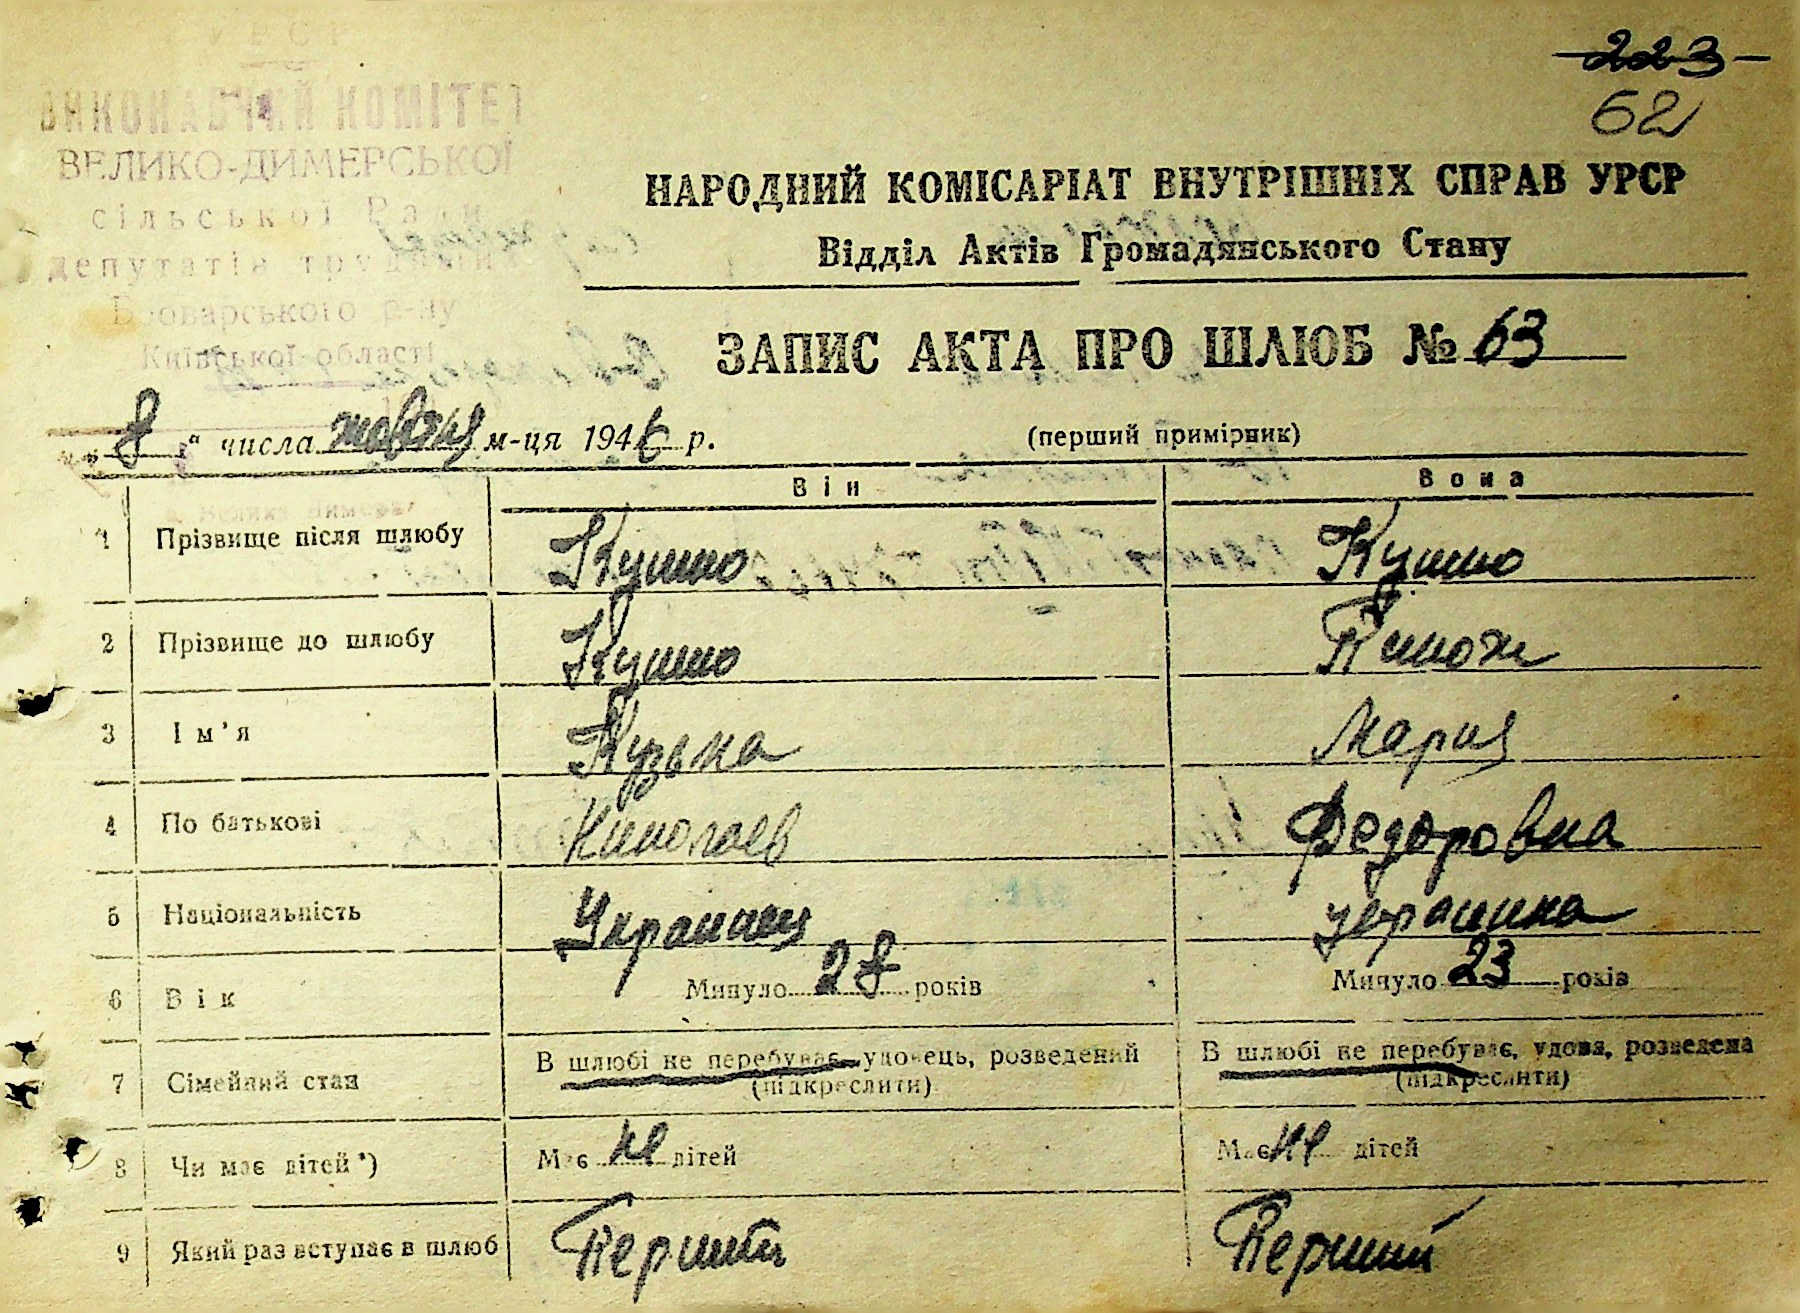 УРСР
ВИКОНАВЧИЙ КОМІТЕТ
ВЕЛИКО-ДИМЕРСЬКОЇ
сільської Ради
депутатів трудящих
Броварського р-ну
Київської області
223
62
НАРОДНИЙ КОМІСАРІАТ ВНУТРІШНІХ СПРАВ УРСР
Відділ Актів Громадянського Стану
ЗАПИС АКТА ПРО ШЛЮБ № 63
„ 8 “ числа жовтня м-ця 1946 р. (перший примірник)
Він Вона
1 Прізвище після шлюбу Кушно Кушно
2 Прізвище до шлюбу Кушно
3 Ім’я Кузьма Мария
4 По батькові Федоровна
5 Національність Украинец украинка
6 Вік Минуло 28 років Минуло 23 років
7 Сімейний стан В шлюбі не перебуває, удовець, розведений В шлюбі не перебуває, удова, розведена
(підкреслити) (підкреслити)
8 Чи має дітей *) Має не дітей Має не дітей
9 Який раз вступає в шлюб Перший Перший